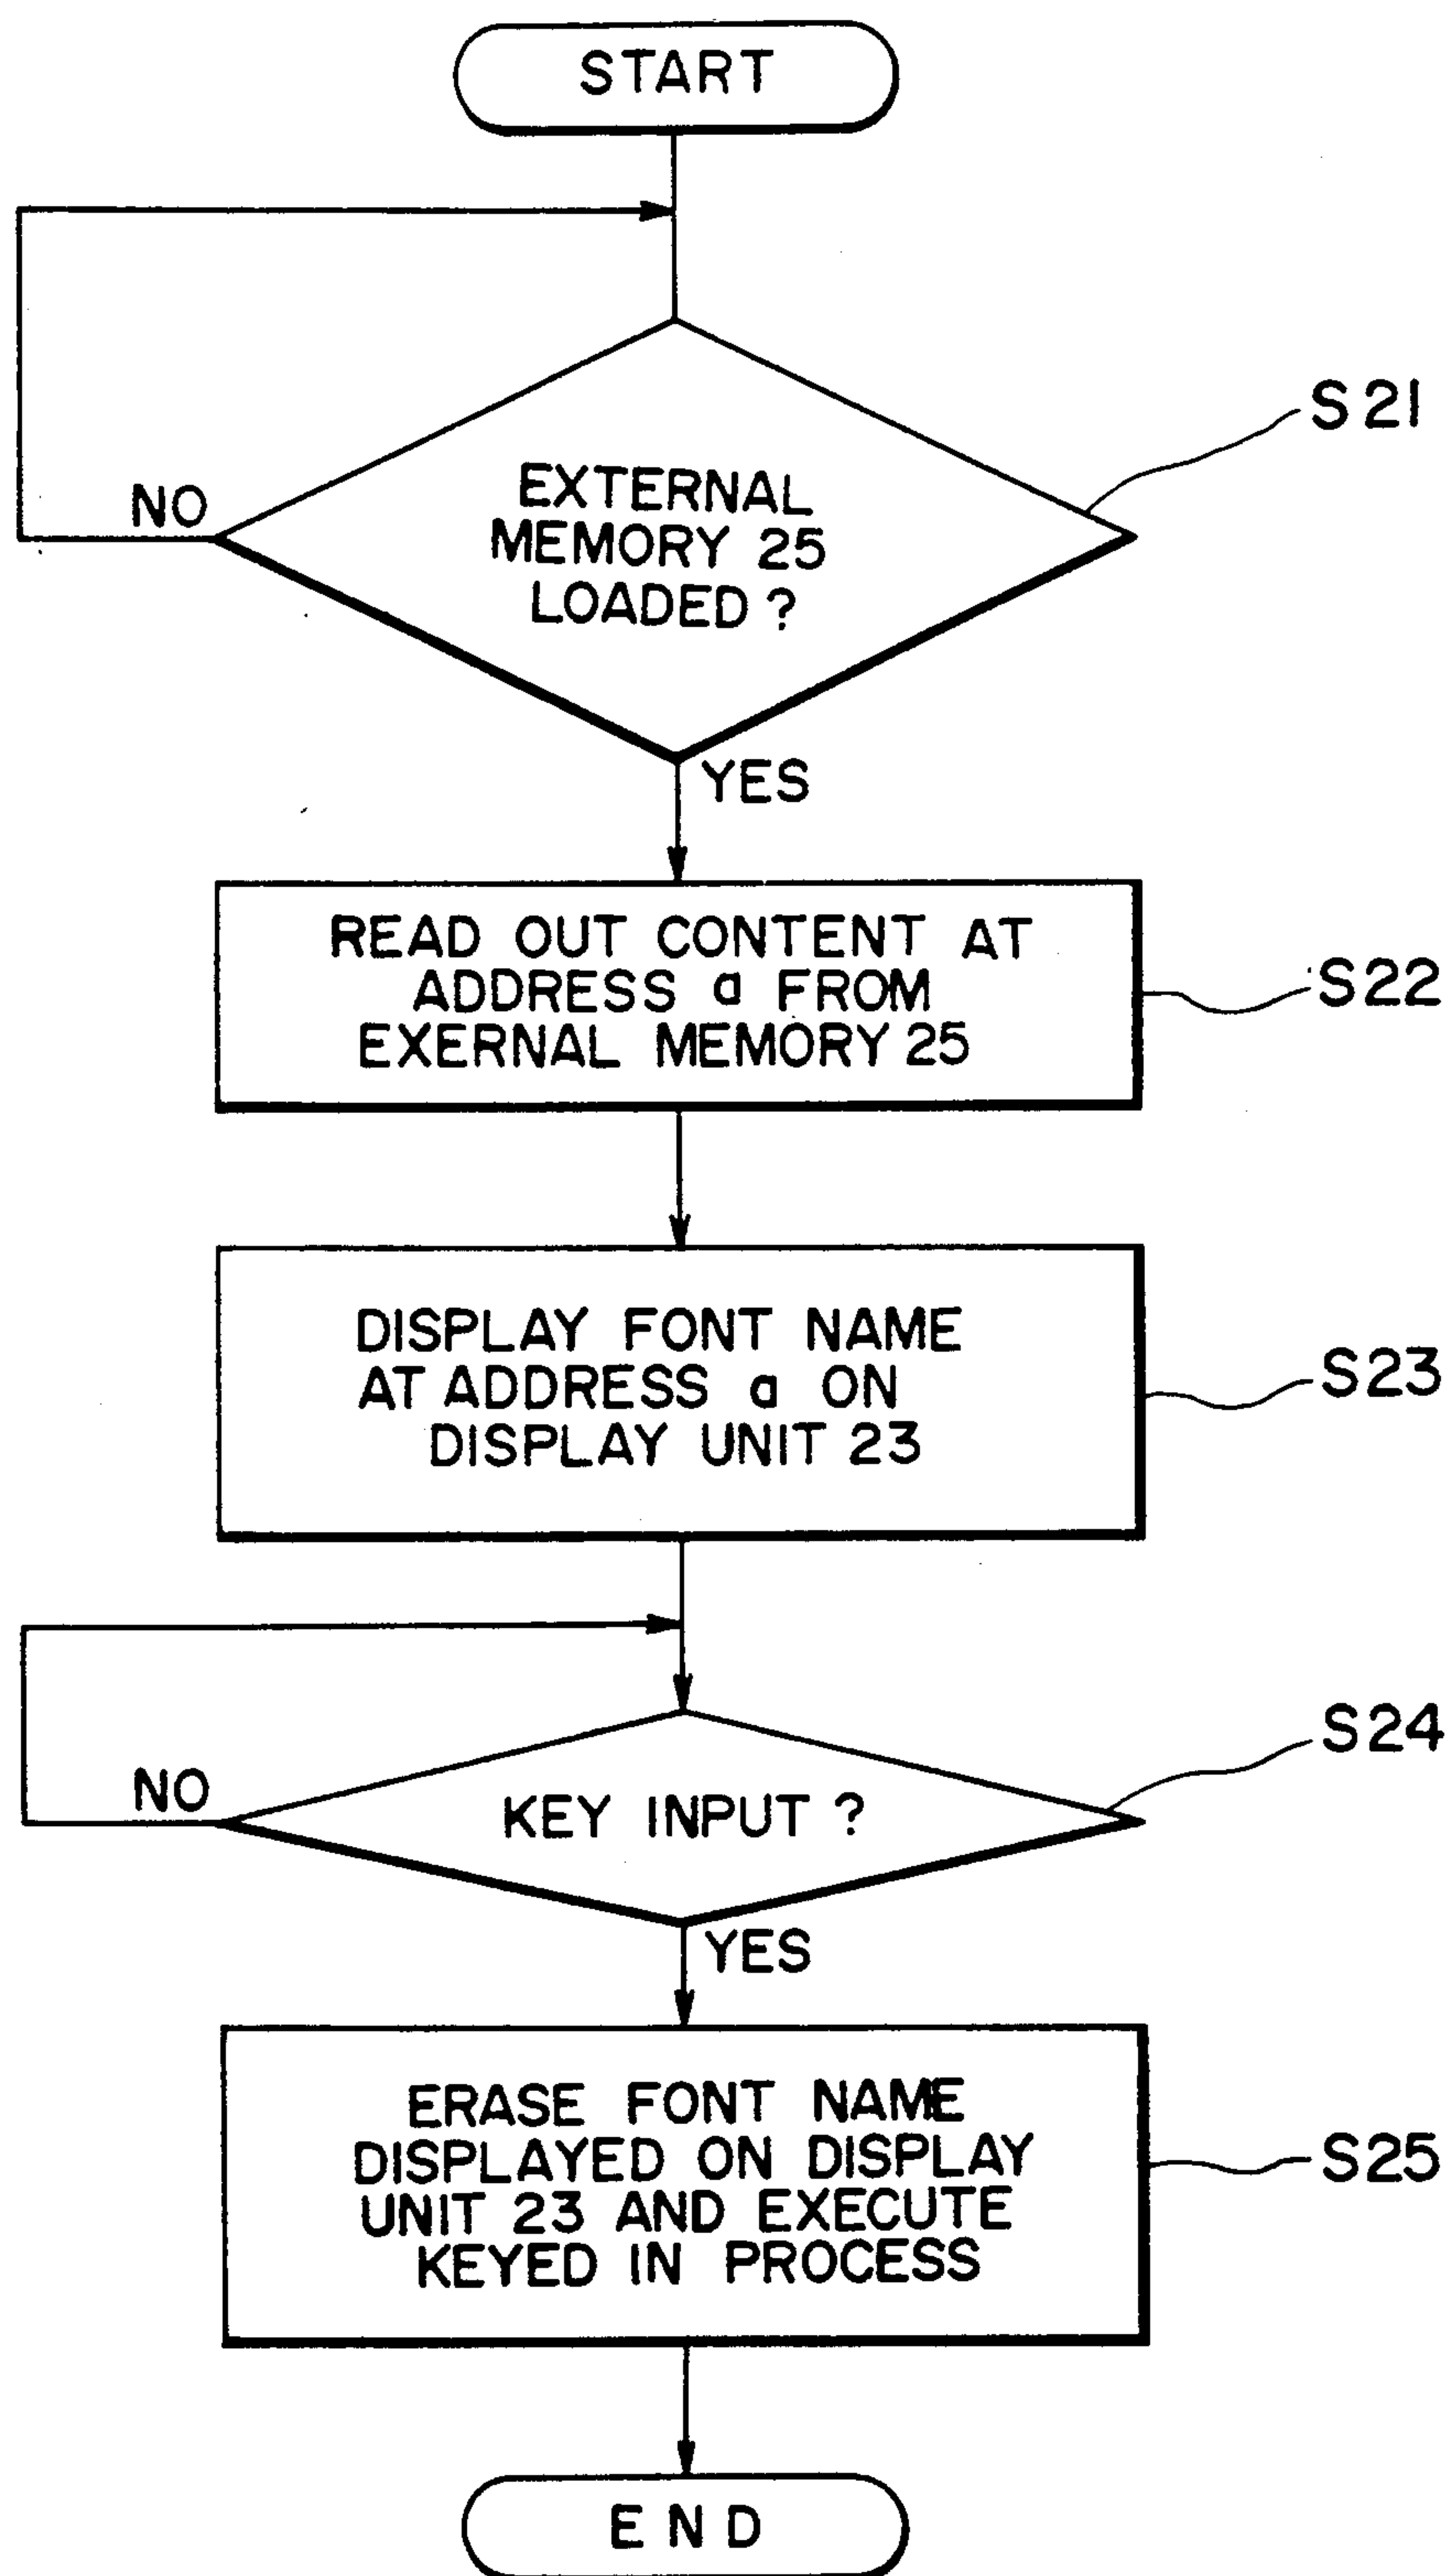 START
S21
NO
EXTERNAL
MEMORY 25
LOADED ?
YES
READ OUT CONTENT AT
ADDRESS a FROM
EXERNAL MEMORY 25
S22
DISPLAY FONT NAME
AT ADDRESS a ON
DISPLAY UNIT 23
S23
S24
NO
KEY INPUT ?
YES
ERASE FONT NAME
DISPLAYED ON DISPLAY
UNIT 23 AND EXECUTE
KEYED IN PROCESS
S25
END